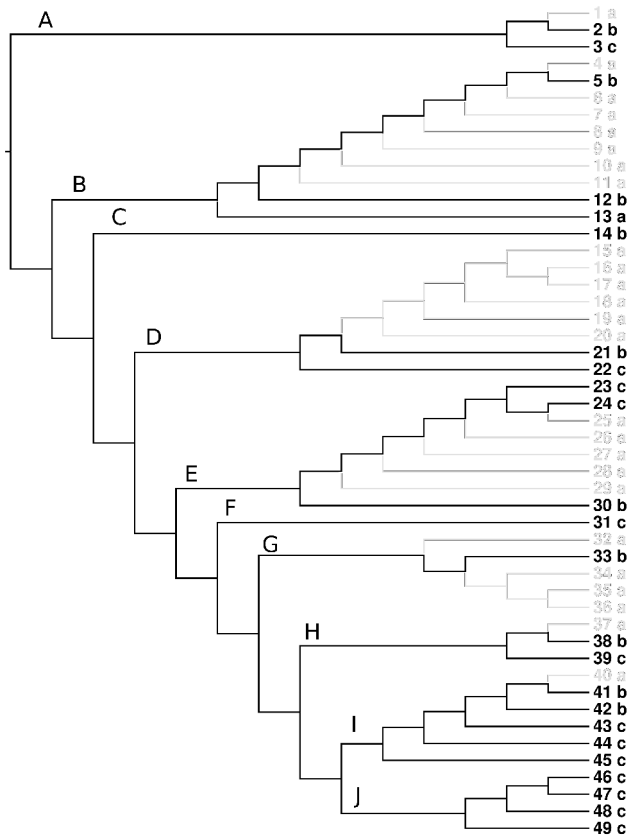 A
1 a
2 b
3 c
4 a
5 b
6 a
7 a
8 a
9 a
10 a
11 a
B
12 b
C
13 a
14 b
15 a
16 a
17 a
18 a
19 a
20 a
D
21 b
22 c
23 c
24 c
25 a
26 a
27 a
28 a
E
29 a
30 b
F
31 c
G
32 a
33 b
34 a
35 a
36 a
H
37 a
38 b
39 c
40 a
41 b
42 b
I
43 c
44 c
45 c
46 c
J
47 c
48 c
49 c